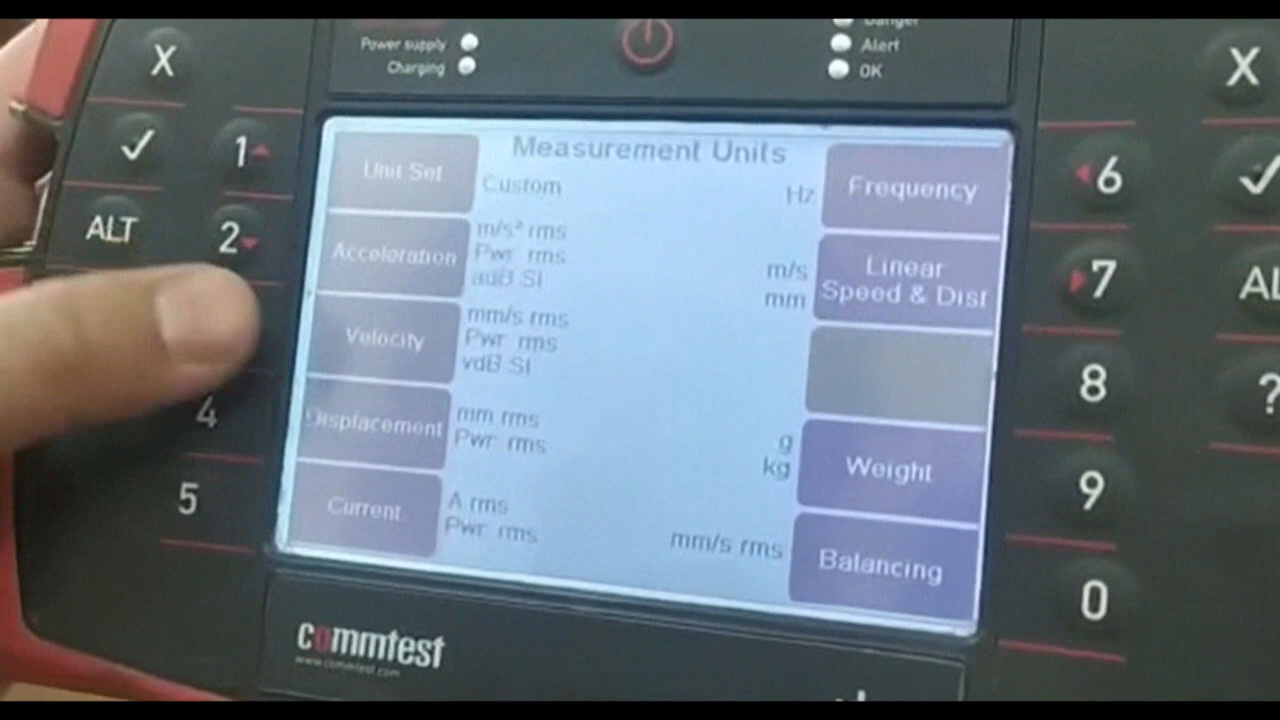 Danger
Power supply
Alert
Charging
OK
X
X
1
6
ALT
2
7
AL
4
8
?
5
9
0
Measurement Units
Unit Set
Custom
Hz
Frequency
Acceleration
m/s² rms
Pwr rms
adB SI
m/s
mm
Linear
Speed & Dist
Velocity
mm/s rms
Pwr rms
vdB SI
Displacement
mm rms
Pwr rms
g
kg
Weight
Current
A rms
Pwr rms
mm/s rms
Balancing
commtest
www.commtest.com